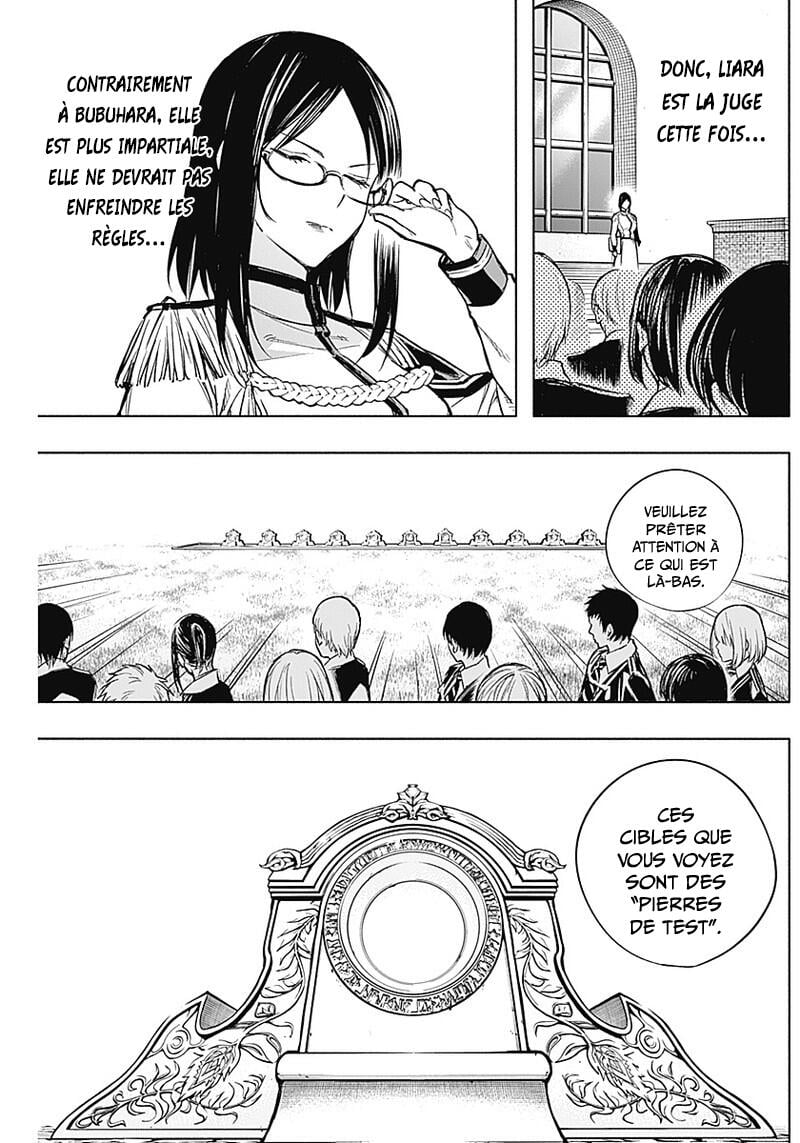 DONC, LIARA
EST LA JUGE
CETTE FOIS...
CONTRAIREMENT
À BUBUHARA, ELLE
EST PLUS IMPARTIALE,
ELLE NE DEVRAIT PAS
ENFREINDRE LES
RÈGLES...
VEUILLEZ
PRÊTER
ATTENTION À
CE QUI EST
LÀ-BAS.
CES
CIBLES QUE
VOUS VOYEZ
SONT DES
"PIERRES
DE TEST".